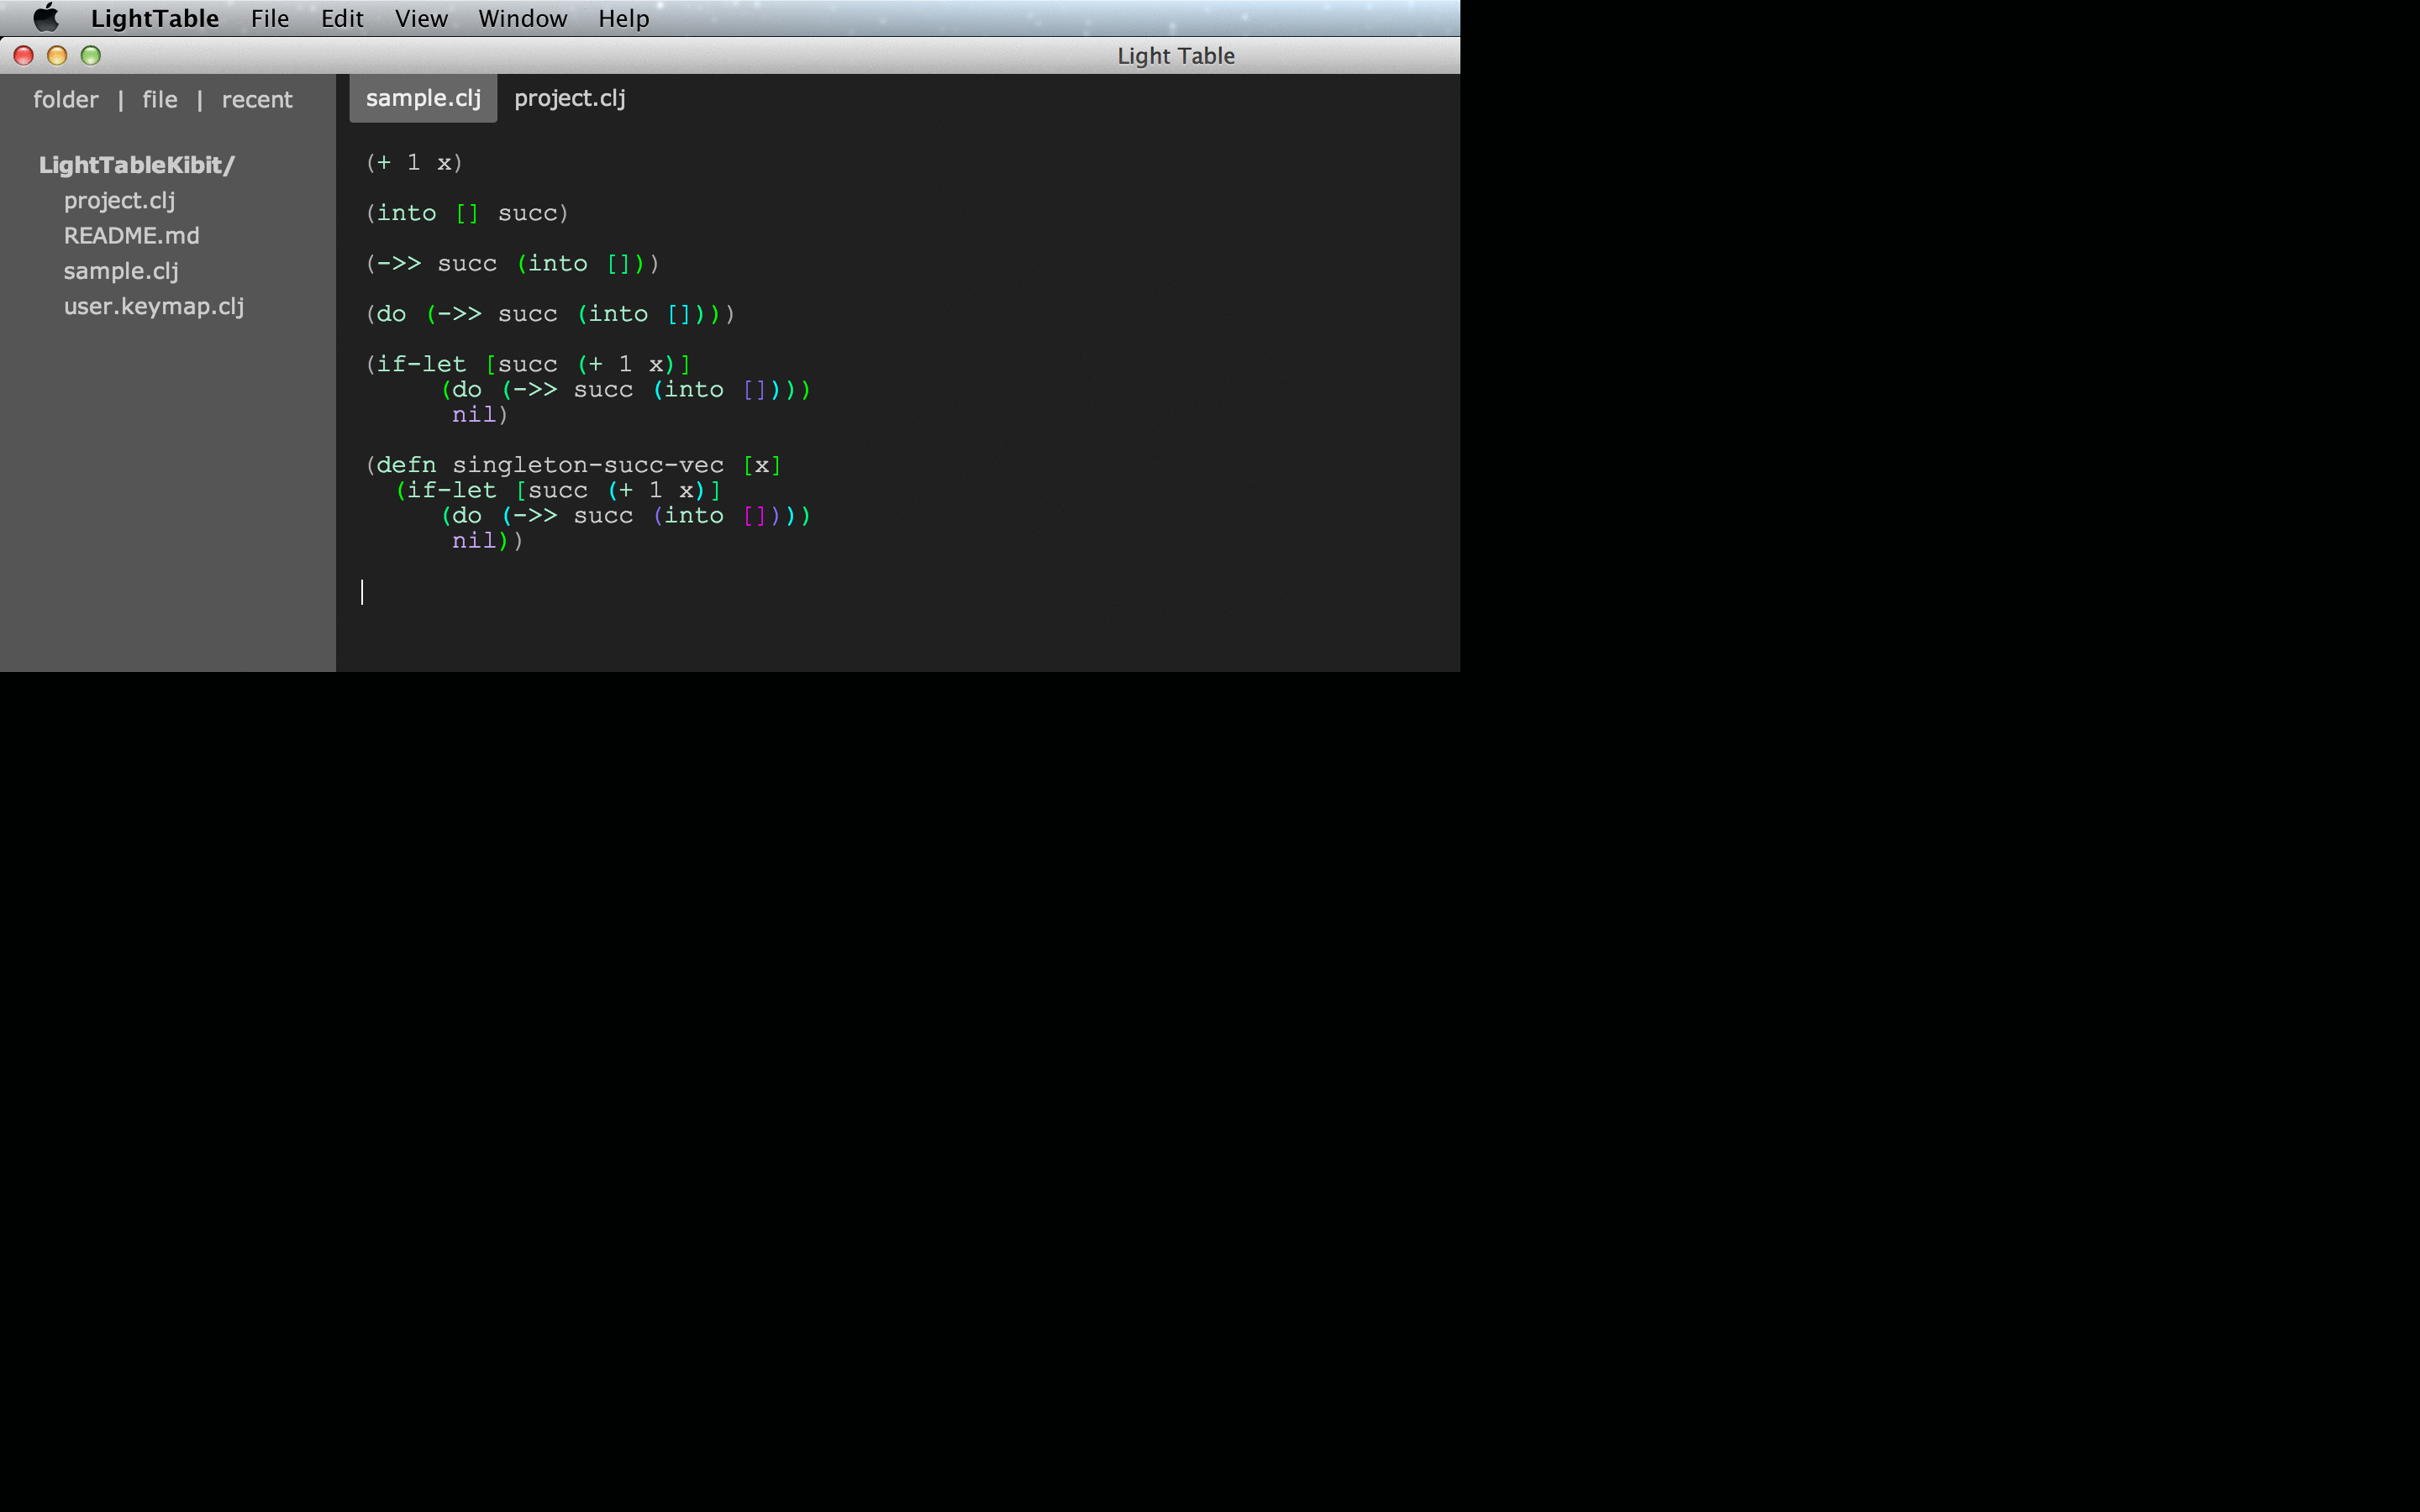 LightTable File Edit View Window Help
Light Table
folder | file | recent
LightTableKibit/
project.clj
README.md
sample.clj
user.keymap.clj
sample.clj project.clj
(+ 1 x)
(into [] succ)
(->> succ (into []))
(do (->> succ (into [])))
(if-let [succ (+ 1 x)]
     (do (->> succ (into [])))
      nil)
(defn singleton-succ-vec [x]
  (if-let [succ (+ 1 x)]
     (do (->> succ (into [])))
      nil))